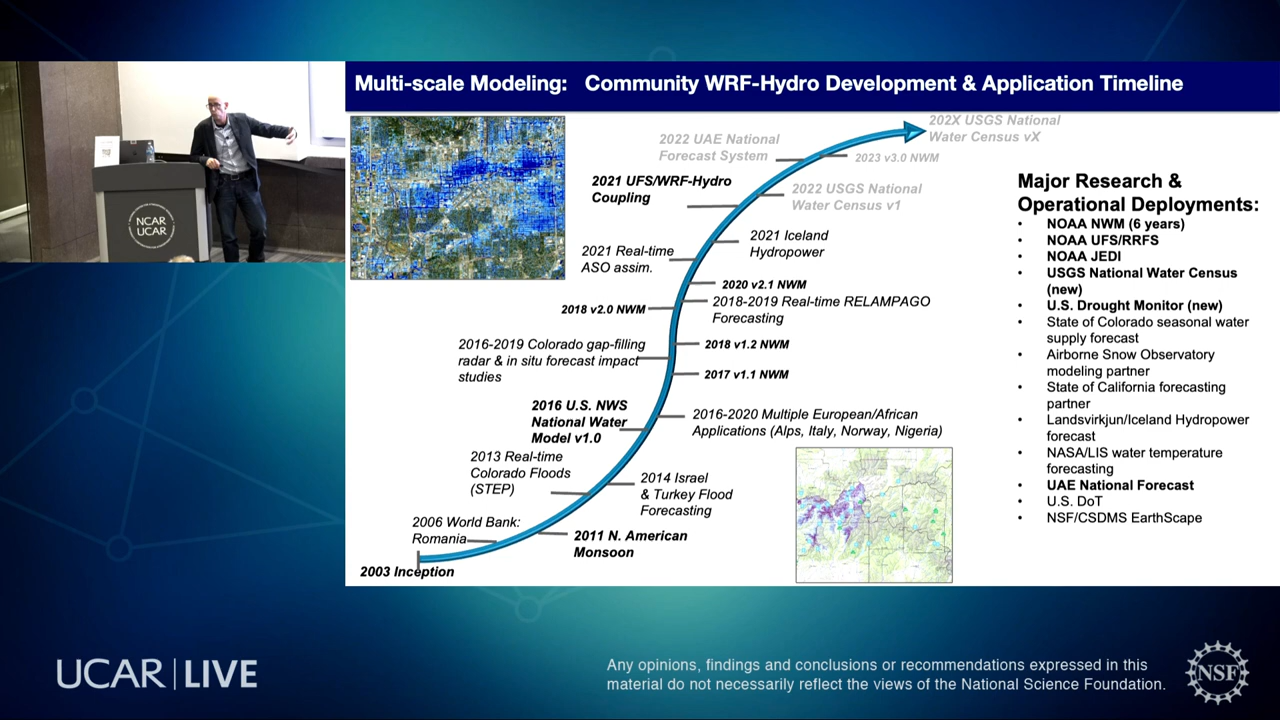 Multi-scale Modeling: Community WRF-Hydro Development & Application Timeline
NCAR
UCAR
202X USGS National
Water Census vX
2022 UAE National
Forecast System
2023 v3.0 NWM
2021 UFS/WRF-Hydro
Coupling
2022 USGS National
Water Census v1
2021 Iceland
Hydropower
2021 Real-time
ASO assim.
2020 v2.1 NWM
2018 v2.0 NWM
2018-2019 Real-time RELAMPAGO
Forecasting
2016-2019 Colorado gap-filling
radar & in situ forecast impact
studies
2018 v1.2 NWM
2017 v1.1 NWM
2016 U.S. NWS
National Water
Model v1.0
2016-2020 Multiple European/African
Applications (Alps, Italy, Norway, Nigeria)
2013 Real-time
Colorado Floods
(STEP)
2014 Israel
& Turkey Flood
Forecasting
2006 World Bank:
Romania
2011 N. American
Monsoon
2003 Inception
Major Research &
Operational Deployments:
• NOAA NWM (6 years)
• NOAA UFS/RRFS
• NOAA JEDI
• USGS National Water Census
(new)
• U.S. Drought Monitor (new)
• State of Colorado seasonal water
supply forecast
• Airborne Snow Observatory
modeling partner
• State of California forecasting
partner
• Landsvirkjun/Iceland Hydropower
forecast
• NASA/LIS water temperature
forecasting
• UAE National Forecast
• U.S. DoT
• NSF/CSDMS EarthScape
UCAR | LIVE
Any opinions, findings and conclusions or recommendations expressed in this
material do not necessarily reflect the views of the National Science Foundation.
NSF